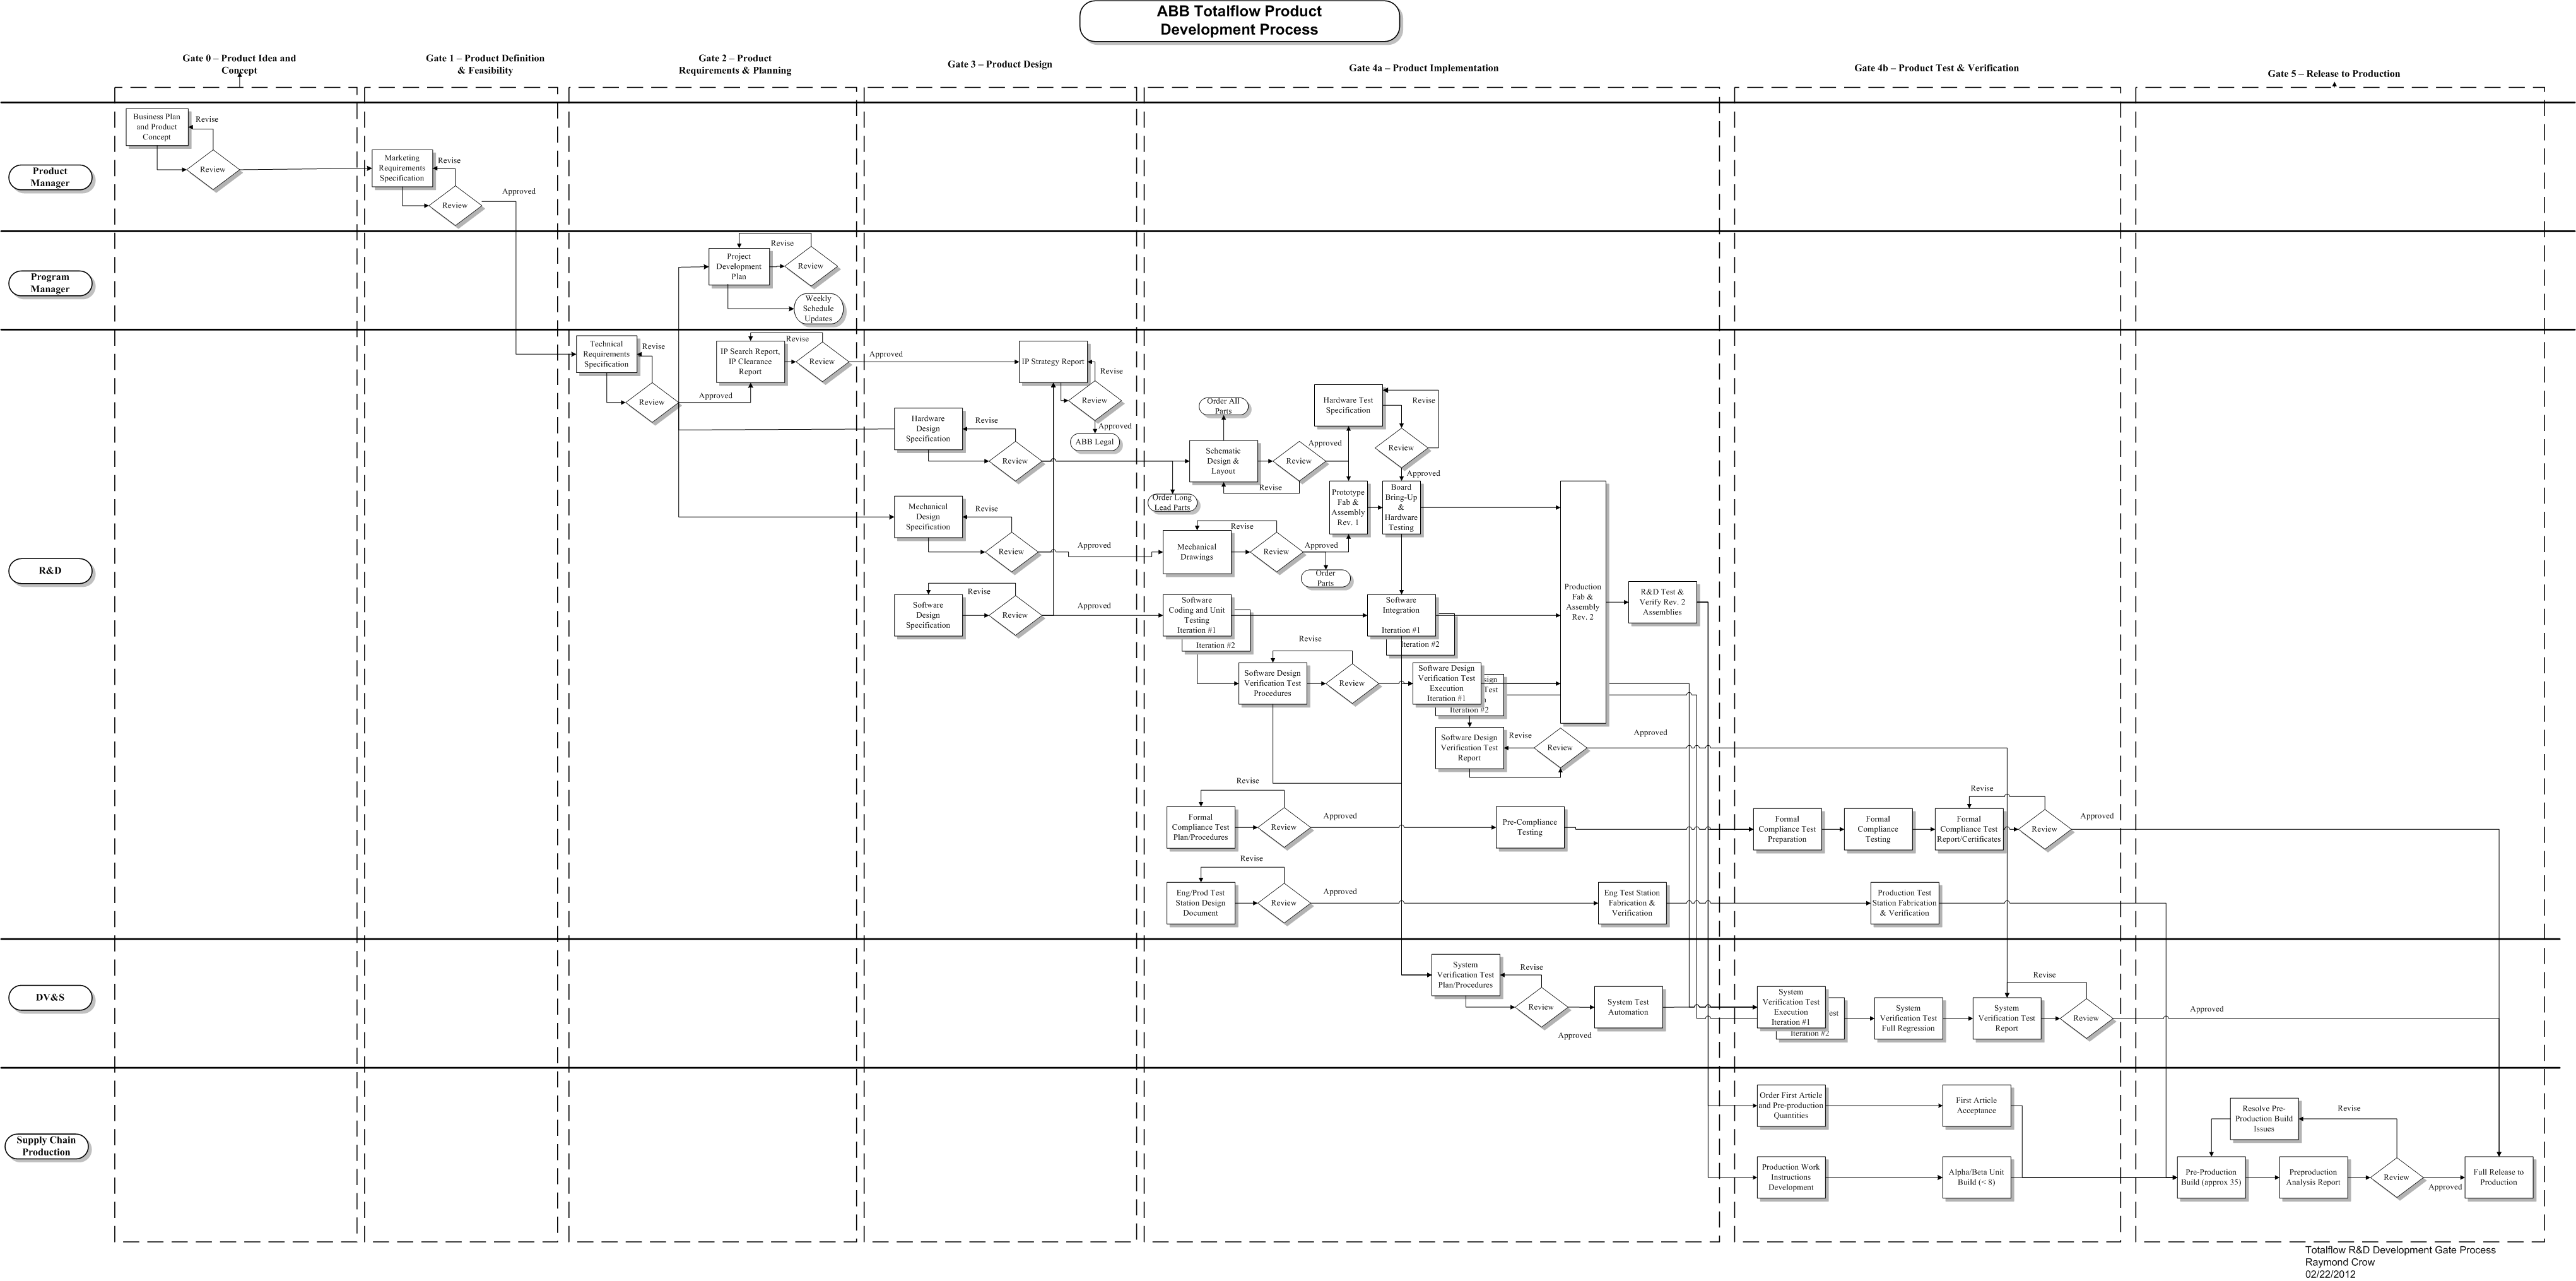 ABB Totalflow Product
Development Process
Gate 0 – Product Idea and
Concept
Gate 1 – Product Definition
& Feasibility
Gate 2 – Product
Requirements & Planning
Gate 3 – Product Design
Gate 4a – Product Implementation
Gate 4b – Product Test & Verification
Gate 5 – Release to Production
Product
Manager
Business Plan
and Product
Concept
Revise
Review
Marketing
Requirements
Specification
Revise
Review
Approved
Program
Manager
Project
Development
Plan
Revise
Review
Weekly
Schedule
Updates
R&D
Technical
Requirements
Specification
Revise
Review
Approved
IP Search Report,
IP Clearance
Report
Revise
Review
Approved
IP Strategy Report
Revise
Review
Approved
ABB Legal
Hardware
Design
Specification
Revise
Review
Mechanical
Design
Specification
Revise
Review
Approved
Software
Design
Specification
Revise
Review
Approved
Order All
Parts
Schematic
Design &
Layout
Review
Approved
Revise
Order Long
Lead Parts
Hardware Test
Specification
Revise
Review
Approved
Prototype
Fab &
Assembly
Rev. 1
Board
Bring-Up
&
Hardware
Testing
Mechanical
Drawings
Revise
Review
Approved
Order
Parts
Software
Coding and Unit
Testing
Iteration #1
Iteration #2
Software
Integration
Iteration #1
Iteration #2
Production
Fab &
Assembly
Rev. 2
R&D Test &
Verify Rev. 2
Assemblies
Software Design
Verification Test
Procedures
Revise
Review
Software Design
Verification Test
Execution
Iteration #1
sign
Test
Iteration #2
Software Design
Verification Test
Report
Revise
Review
Approved
Formal
Compliance Test
Plan/Procedures
Revise
Review
Approved
Pre-Compliance
Testing
Formal
Compliance Test
Preparation
Formal
Compliance
Testing
Formal
Compliance Test
Report/Certificates
Revise
Review
Approved
Eng/Prod Test
Station Design
Document
Revise
Review
Approved
Eng Test Station
Fabrication &
Verification
Production Test
Station Fabrication
& Verification
DV&S
System
Verification Test
Plan/Procedures
Revise
Review
Approved
System Test
Automation
System
Verification Test
Execution
Iteration #1
est
Iteration #2
System
Verification Test
Full Regression
System
Verification Test
Report
Revise
Review
Approved
Supply Chain
Production
Order First Article
and Pre-production
Quantities
First Article
Acceptance
Production Work
Instructions
Development
Alpha/Beta Unit
Build (< 8)
Resolve Pre-
Production Build
Issues
Revise
Pre-Production
Build (approx 35)
Preproduction
Analysis Report
Review
Approved
Full Release to
Production
Totalflow R&D Development Gate Process
Raymond Crow
02/22/2012